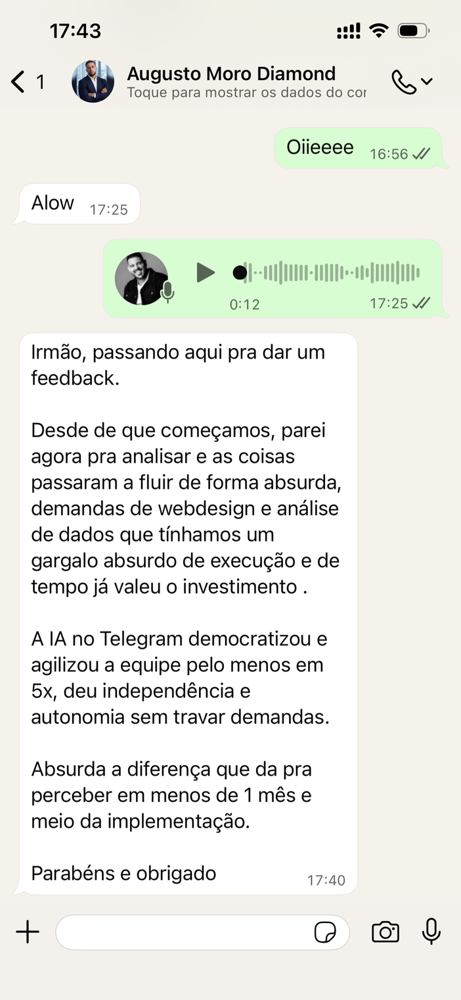 17:43
1
Augusto Moro Diamond
Toque para mostrar os dados do cor
Oiieeee 16:56
Alow 17:25
0:12 17:25
Irmão, passando aqui pra dar um
feedback.
Desde de que começamos, parei
agora pra analisar e as coisas
passaram a fluir de forma absurda,
demandas de webdesign e análise
de dados que tínhamos um
gargalo absurdo de execução e de
tempo já valeu o investimento .
A IA no Telegram democratizou e
agilizou a equipe pelo menos em
5x, deu independência e
autonomia sem travar demandas.
Absurda a diferença que da pra
perceber em menos de 1 mês e
meio da implementação.
Parabéns e obrigado 17:40